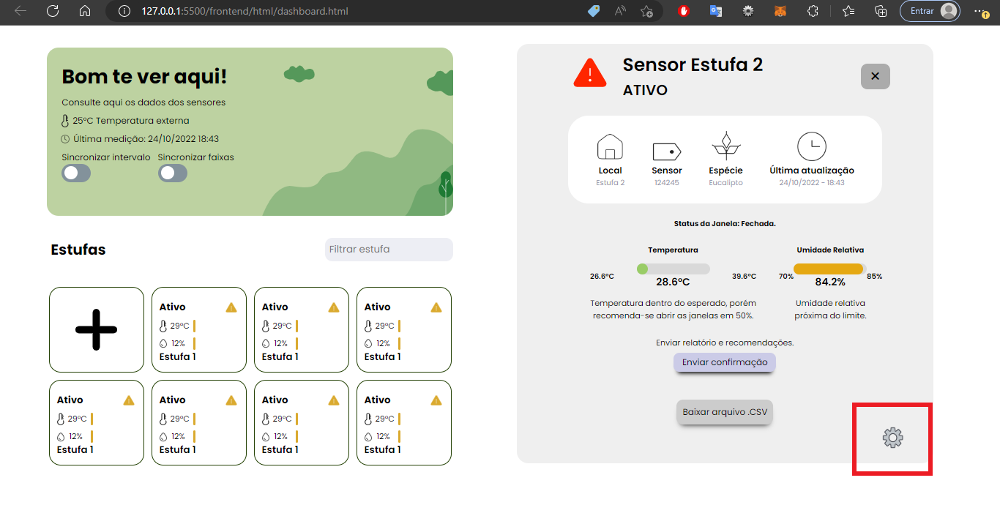 127.0.0.1:5500/frontend/html/dashboard.html
Entrar
Bom te ver aqui!
Consulte aqui os dados dos sensores
25ºC Temperatura externa
Última medição: 24/10/2022 18:43
Sincronizar intervalo Sincronizar faixas
Estufas
Filtrar estufa
Ativo
29ºC
12%
Estufa 1
Ativo
29ºC
12%
Estufa 1
Ativo
29ºC
12%
Estufa 1
Ativo
29ºC
12%
Estufa 1
Ativo
29ºC
12%
Estufa 1
Ativo
29ºC
12%
Estufa 1
Ativo
29ºC
12%
Estufa 1
Sensor Estufa 2
ATIVO
Local
Estufa 2
Sensor
124245
Espécie
Eucalipto
Última atualização
24/10/2022 - 18:43
Status da Janela: Fechada.
Temperatura
26.6ºC
28.6ºC
39.6ºC
Temperatura dentro do esperado, porém
recomenda-se abrir as janelas em 50%.
Umidade Relativa
70%
84.2%
85%
Umidade relativa
próxima do limite.
Enviar relatório e recomendações.
Enviar confirmação
Baixar arquivo .CSV